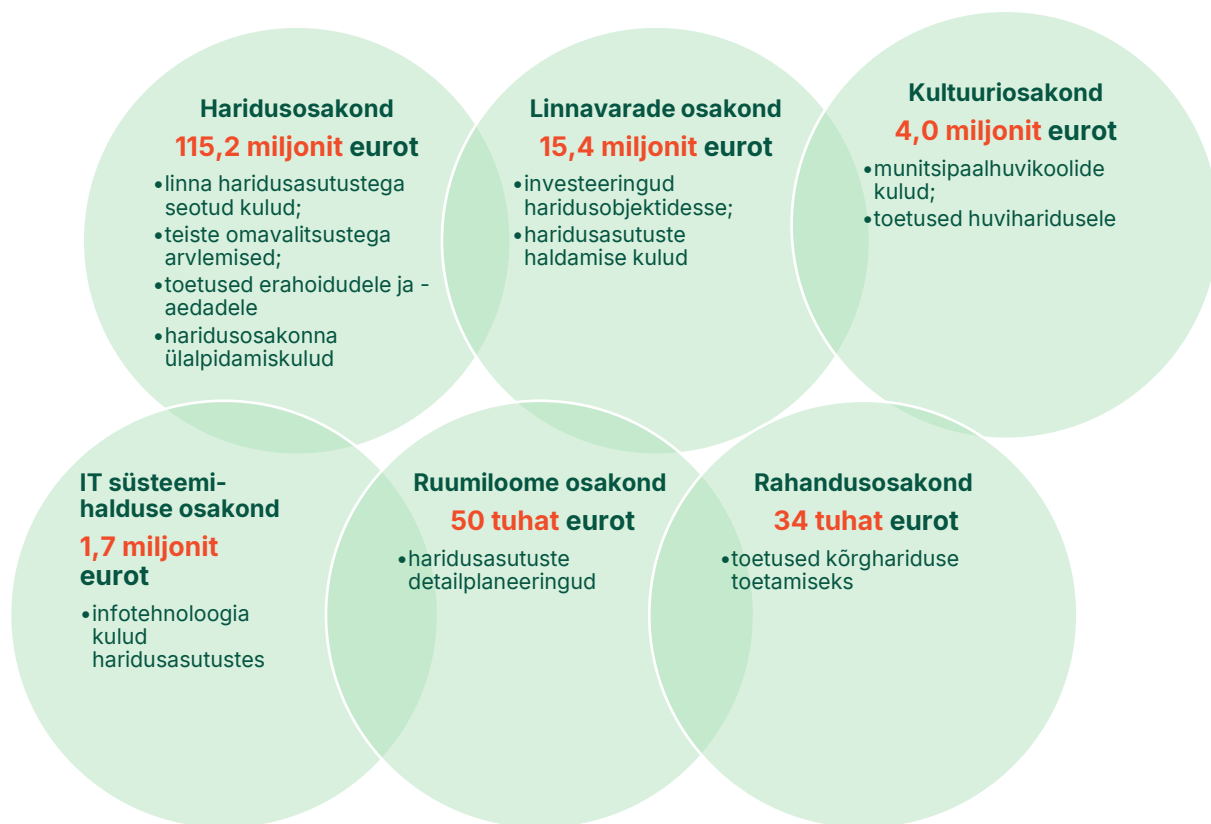 Haridusosakond
115,2 miljonit eurot
•linna haridusasutustega
seotud kulud;
•teiste omavalitsustega
arvlemised;
•toetused erahoidudele ja -
aedadele
•haridusosakonna
ülalpidamiskulud
Linnavarade osakond
15,4 miljonit eurot
•investeeringud
haridusobjektidesse;
•haridusasutuste
haldamise kulud
Kultuuriosakond
4,0 miljonit eurot
•munitsipaalhuvikoolide
kulud;
•toetused huviharidusele
IT süsteemi-
halduse osakond
1,7 miljonit
eurot
•infotehnoloogia
kulud
haridusasutustes
Ruumiloome osakond
50 tuhat eurot
•haridusasutuste
detailplaneeringud
Rahandusosakond
34 tuhat eurot
•toetused kõrghariduse
toetamiseks